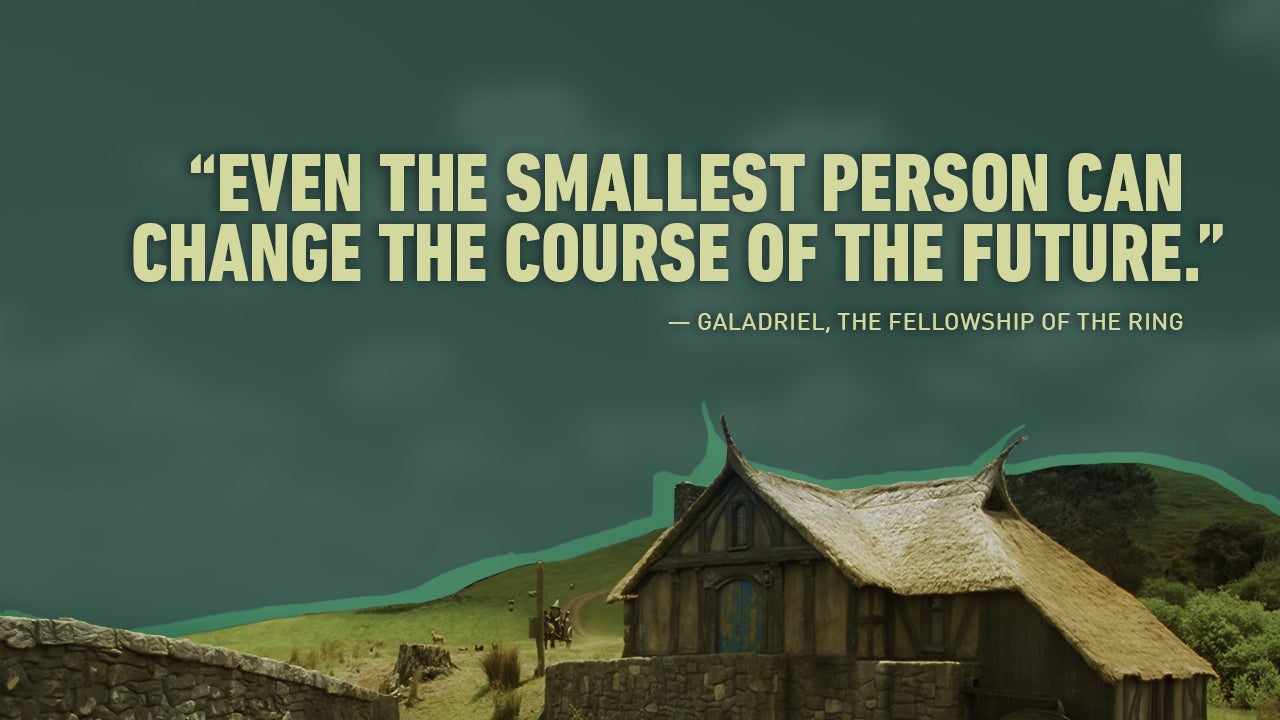 “EVEN THE SMALLEST PERSON CAN
CHANGE THE COURSE OF THE FUTURE.”
— GALADRIEL, THE FELLOWSHIP OF THE RING